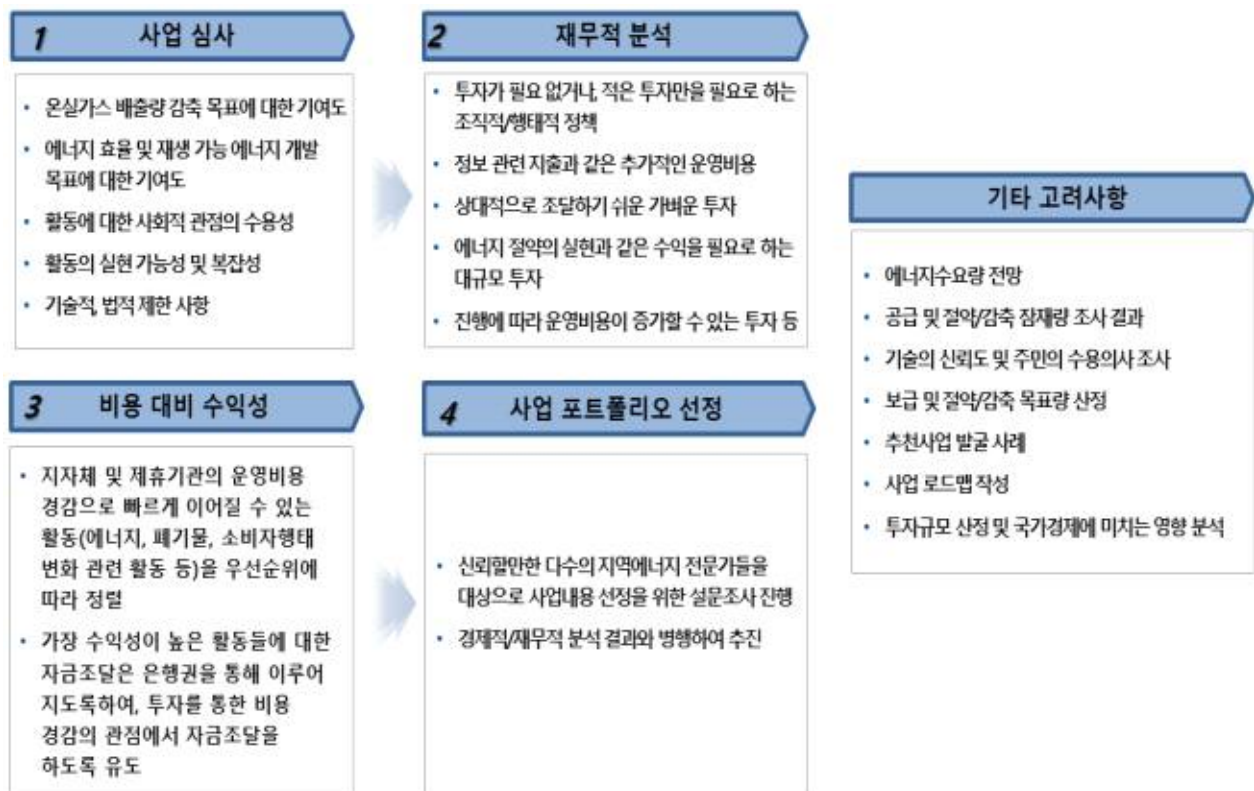 1 사업 심사
• 온실가스 배출량 감축 목표에 대한 기여도
• 에너지 효율 및 재생 가능 에너지 개발
목표에 대한 기여도
• 활동에 대한 사회적 관점의 수용성
• 활동의 실현 가능성 및 복잡성
• 기술적, 법적 제한 사항
2 재무적 분석
• 투자가 필요 없거나, 적은 투자만을 필요로 하는
조직적/행태적 정책
• 정보 관련 지출과 같은 추가적인 운영비용
• 상대적으로 조달하기 쉬운 가벼운 투자
• 에너지 절약의 실현과 같은 수익을 필요로 하는
대규모 투자
• 진행에 따라 운영비용이 증가할 수 있는 투자 등
3 비용 대비 수익성
• 지자체 및 제휴기관의 운영비용
경감으로 빠르게 이어질 수 있는
활동(에너지, 폐기물, 소비자행태
변화 관련 활동 등)을 우선순위에
따라 정렬
• 가장 수익성이 높은 활동들에 대한
자금조달은 은행권을 통해 이루어
지도록하여, 투자를 통한 비용
경감의 관점에서 자금조달을
하도록 유도
4 사업 포트폴리오 선정
• 신뢰할만한 다수의 지역에너지 전문가들을
대상으로 사업내용 선정을 위한 설문조사 진행
• 경제적/재무적 분석 결과와 병행하여 추진
기타 고려사항
• 에너지수요량 전망
• 공급 및 절약/감축 잠재량 조사 결과
• 기술의 신뢰도 및 주민의 수용의사 조사
• 보급 및 절약/감축 목표량 산정
• 추천사업 발굴 사례
• 사업 로드맵 작성
• 투자규모 산정 및 국가경제에 미치는 영향 분석